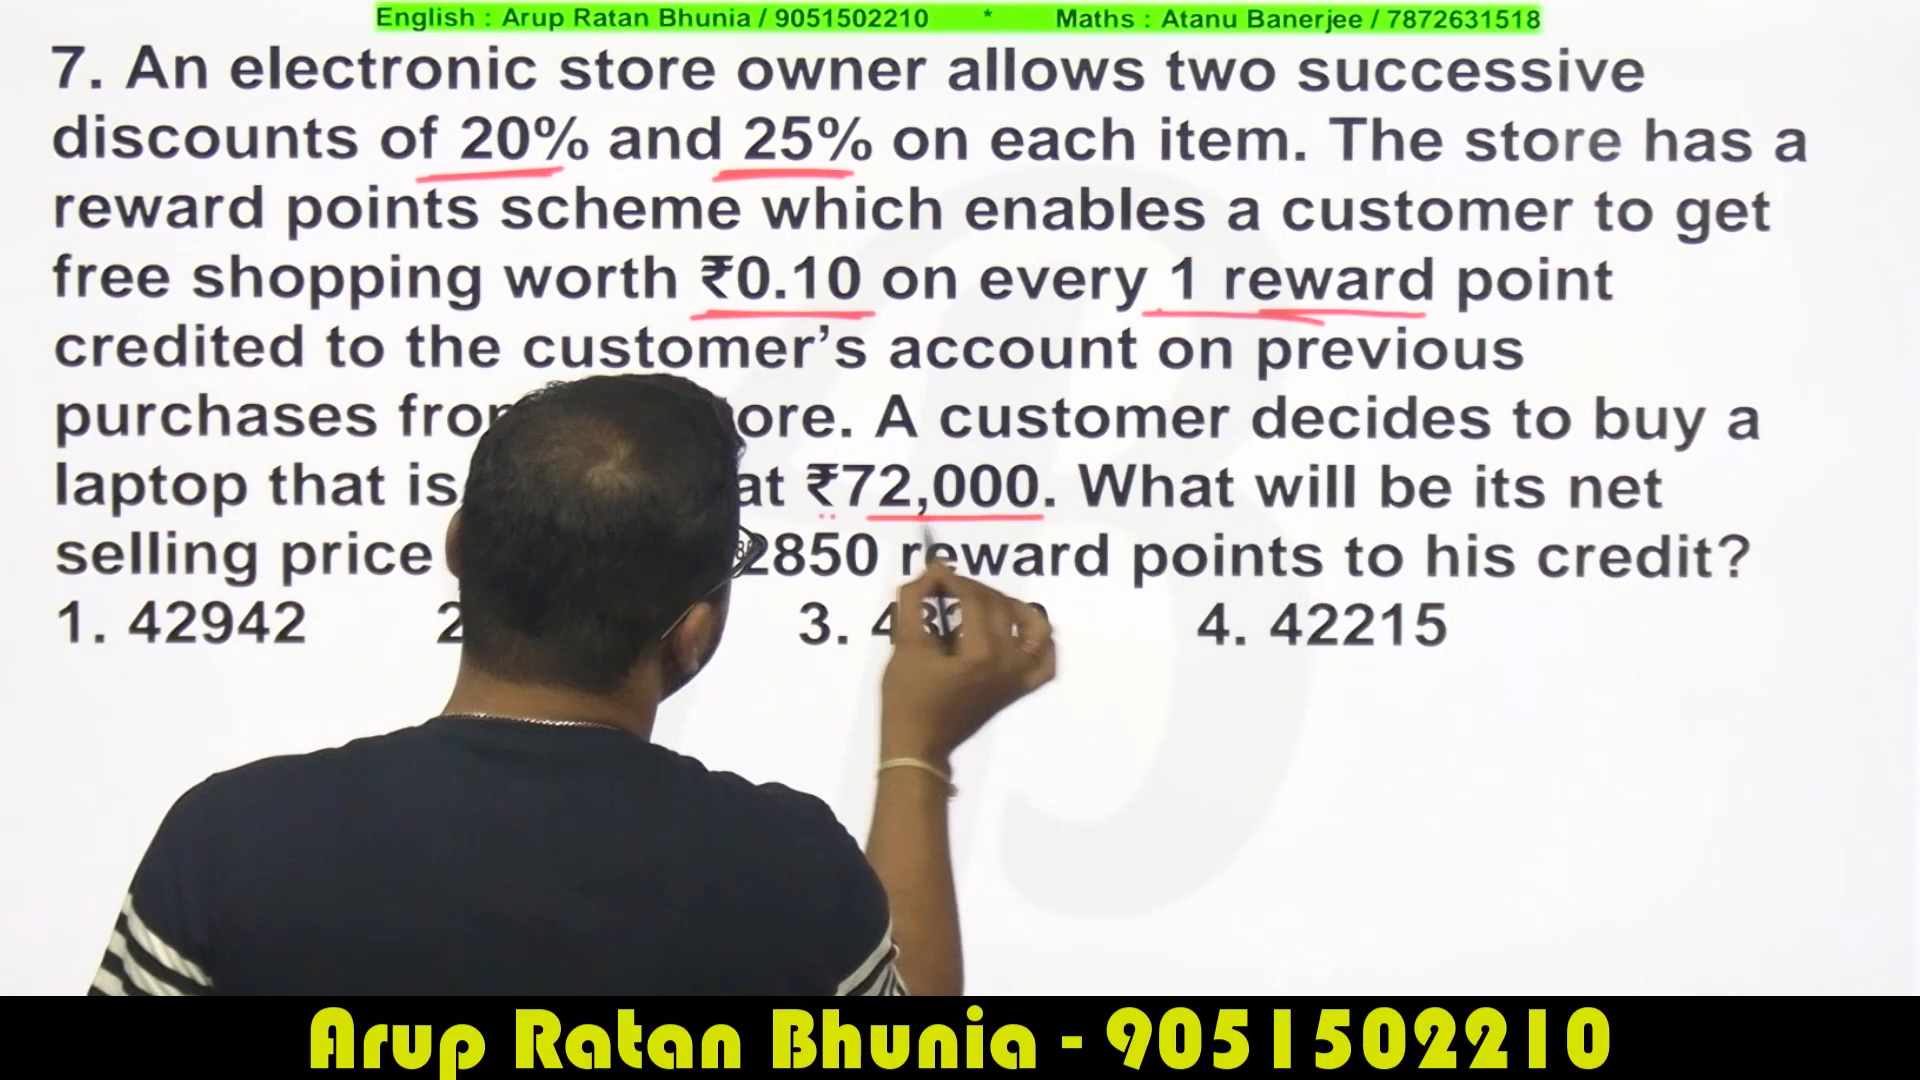 English : Arup Ratan Bhunia / 9051502210 * Maths : Atanu Banerjee / 7872631518
7. An electronic store owner allows two successive
discounts of 20% and 25% on each item. The store has a
reward points scheme which enables a customer to get
free shopping worth ₹0.10 on every 1 reward point
credited to the customer’s account on previous
purchases A customer decides to buy a
laptop that is at ₹72,000. What will be its net
selling price 2850 reward points to his credit?
1. 42942 2 3. 4. 42215
Arup Ratan Bhunia - 9051502210